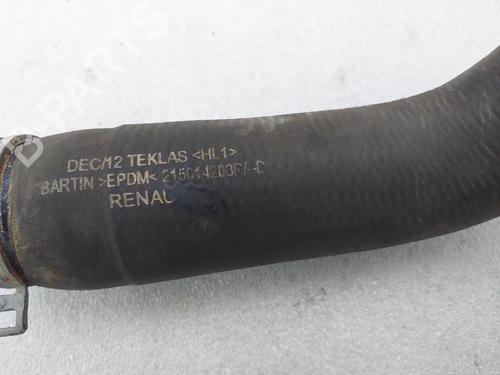 DEC/12 TEKLAS <HL1>
BARTIN >EPDM< 215014203R/--D
RENAU